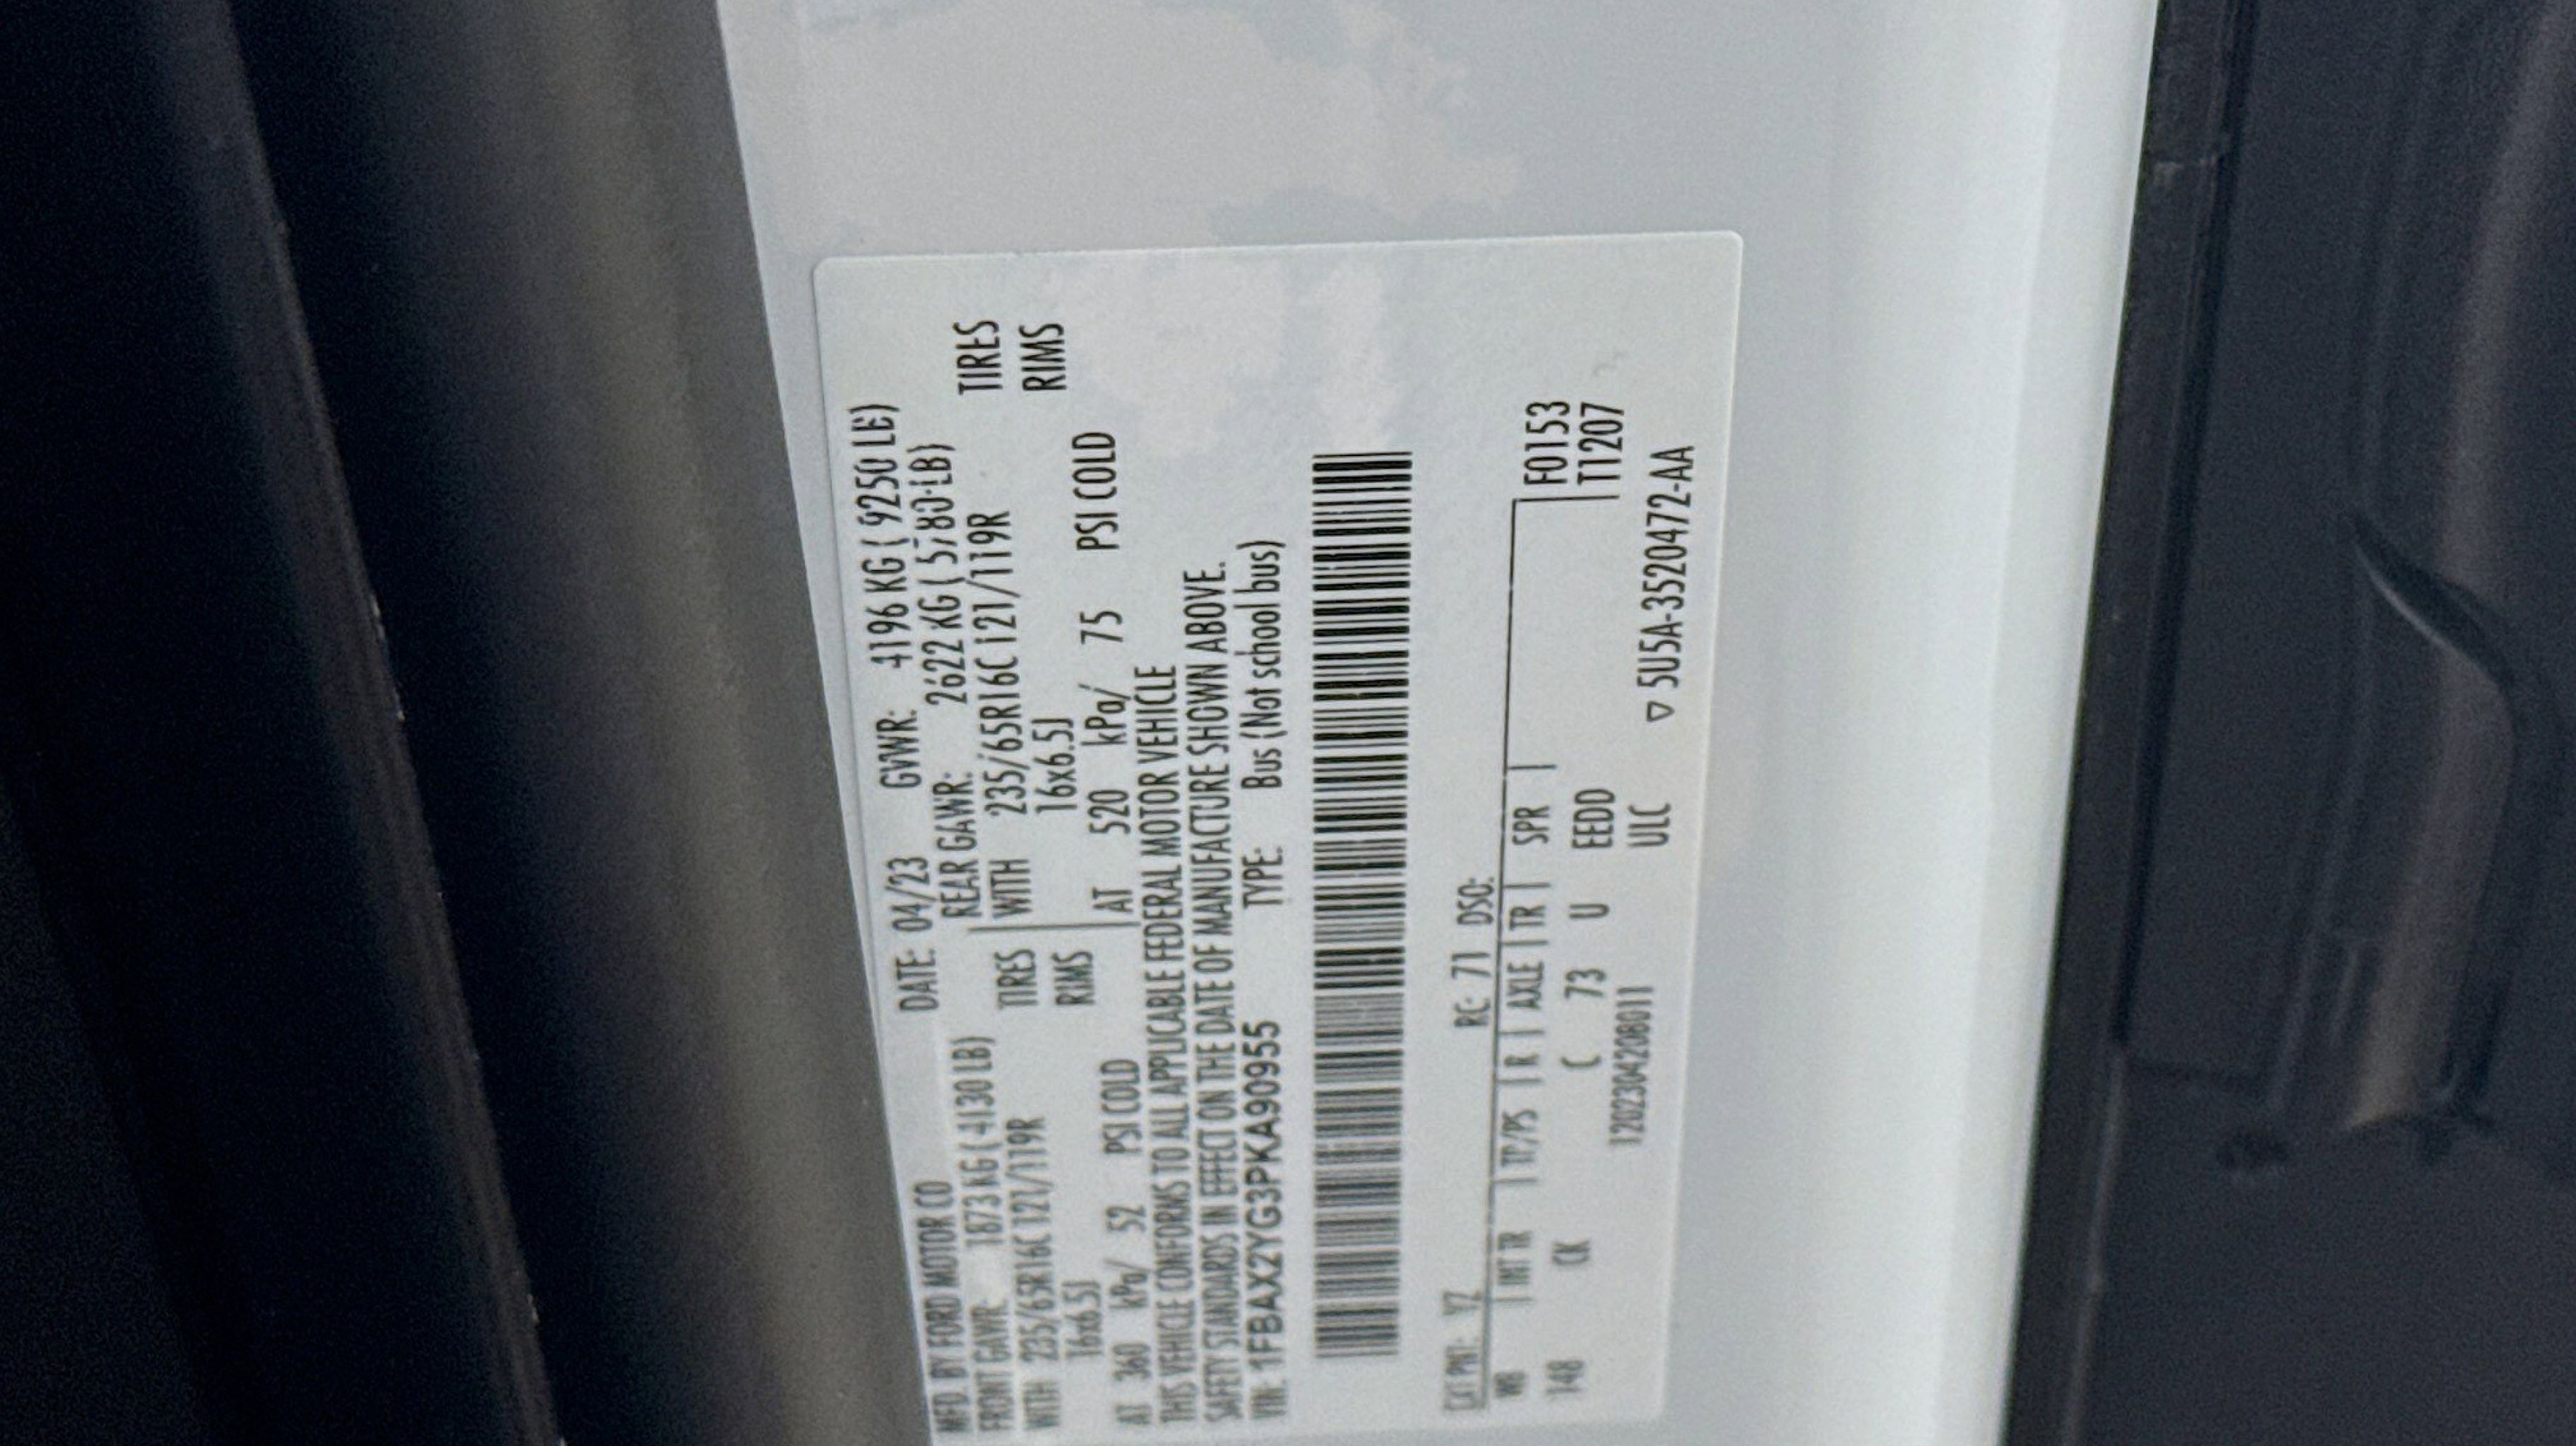 MFD. BY FORD MOTOR CO DATE: 04/23 GVWR: 4196 KG ( 9250 LB)
FRONT GAWR: 1873 KG ( 4130 LB) REAR GAWR: 2622 KG ( 5780 LB)
WITH 235/65R16C 121/119R TIRES WITH 235/65R16C 121/119R TIRES
16x6.5J RIMS 16x6.5J RIMS
AT 360 kPa/ 52 PSI COLD AT 520 kPa/ 75 PSI COLD
THIS VEHICLE CONFORMS TO ALL APPLICABLE FEDERAL MOTOR VEHICLE
SAFETY STANDARDS IN EFFECT ON THE DATE OF MANUFACTURE SHOWN ABOVE.
VIN: 1FBAX2YG3PKA90955 TYPE: Bus (Not school bus)
EXT PNT: YZ RC: 71 DSO:
WB | INT TR | TP/PS | R | AXLE | TR | SPR | F0153
148 CK C 73 U EEDD T1207
1202304208011 ULC ▽ 5U5A-3520472-AA